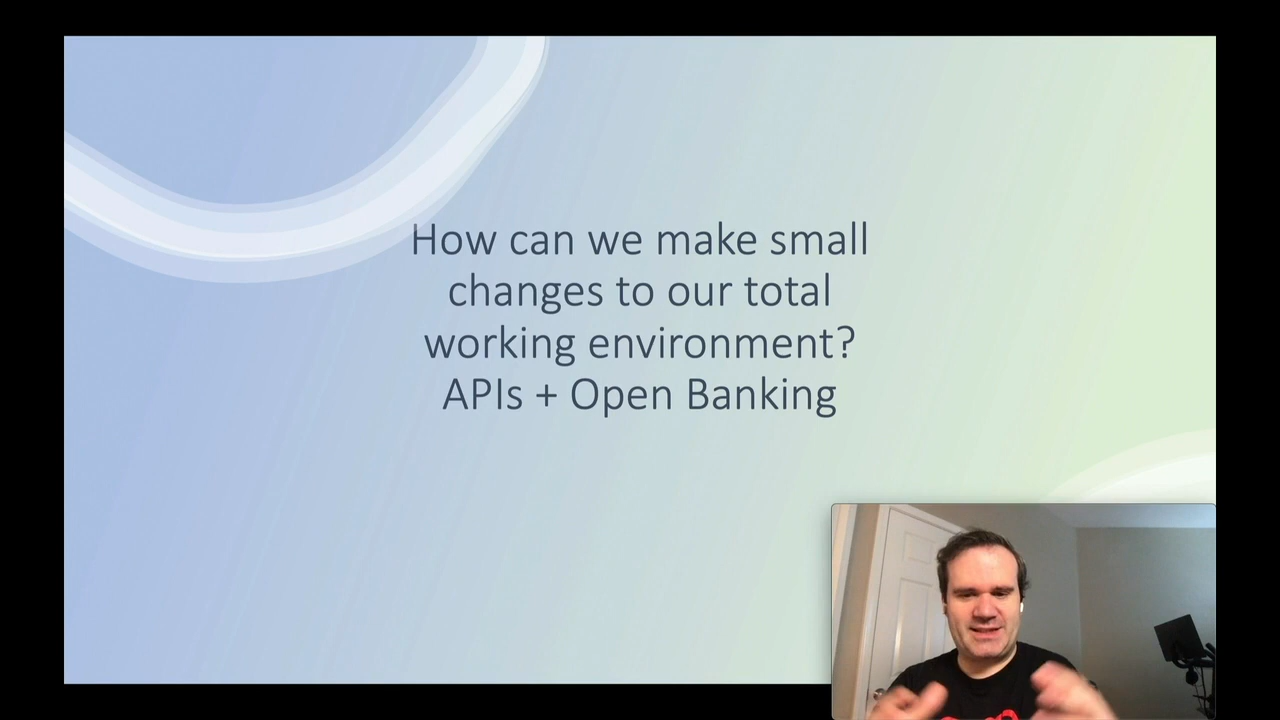 How can we make small
changes to our total
working environment?
APIs + Open Banking